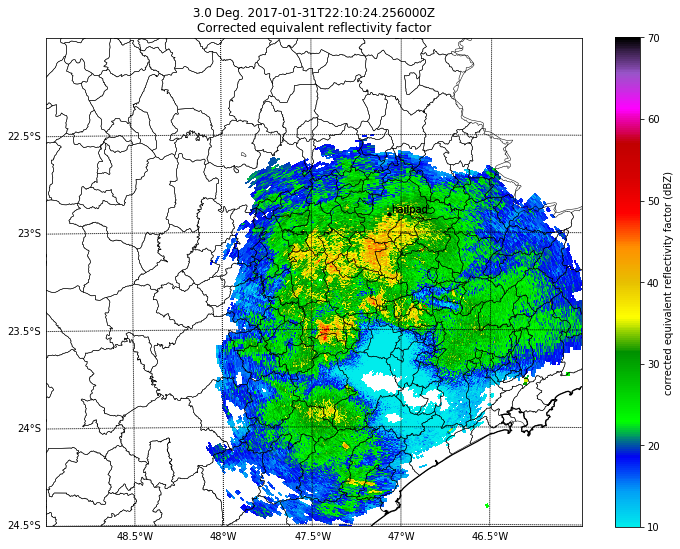 3.0 Deg. 2017-01-31T22:10:24.256000Z
Corrected equivalent reflectivity factor
22.5°S
23°S
23.5°S
24°S
24.5°S
48.5°W
48°W
47.5°W
47°W
46.5°W
hailpad
70
60
50
40
30
20
10
corrected equivalent reflectivity factor (dBZ)